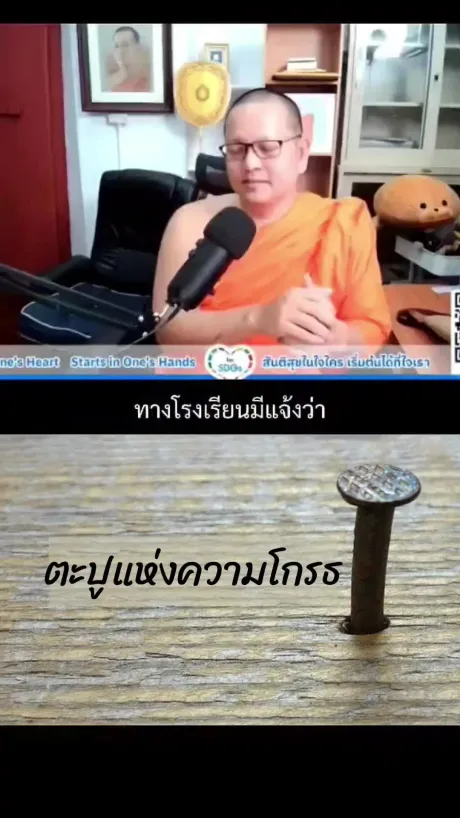 ne's Heart Starts in One's Hands for SDGs สันติสุขในใจใคร เริ่มต้นได้ที่ใจเรา
ทางโรงเรียนมีแจ้งว่า
ตะปูแห่งความโกรธ